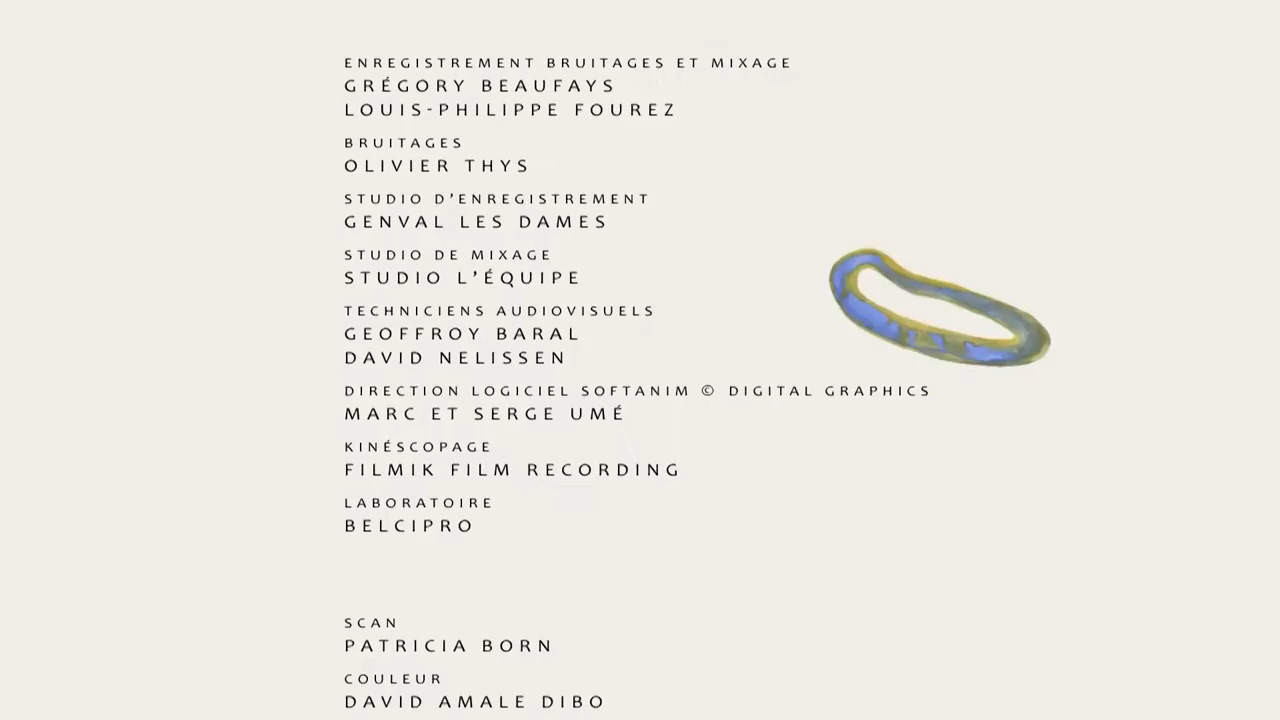 ENREGISTREMENT BRUITAGES ET MIXAGE
GRÉGORY BEAUFAYS
LOUIS-PHILIPPE FOUREZ
BRUITAGES
OLIVIER THYS
STUDIO D'ENREGISTREMENT
GENVAL LES DAMES
STUDIO DE MIXAGE
STUDIO L'ÉQUIPE
TECHNICIENS AUDIOVISUELS
GEOFFROY BARAL
DAVID NELISSEN
DIRECTION LOGICIEL SOFTANIM © DIGITAL GRAPHICS
MARC ET SERGE UMÉ
KINÉSCOPAGE
FILMIK FILM RECORDING
LABORATOIRE
BELCIPRO
SCAN
PATRICIA BORN
COULEUR
DAVID AMALE DIBO